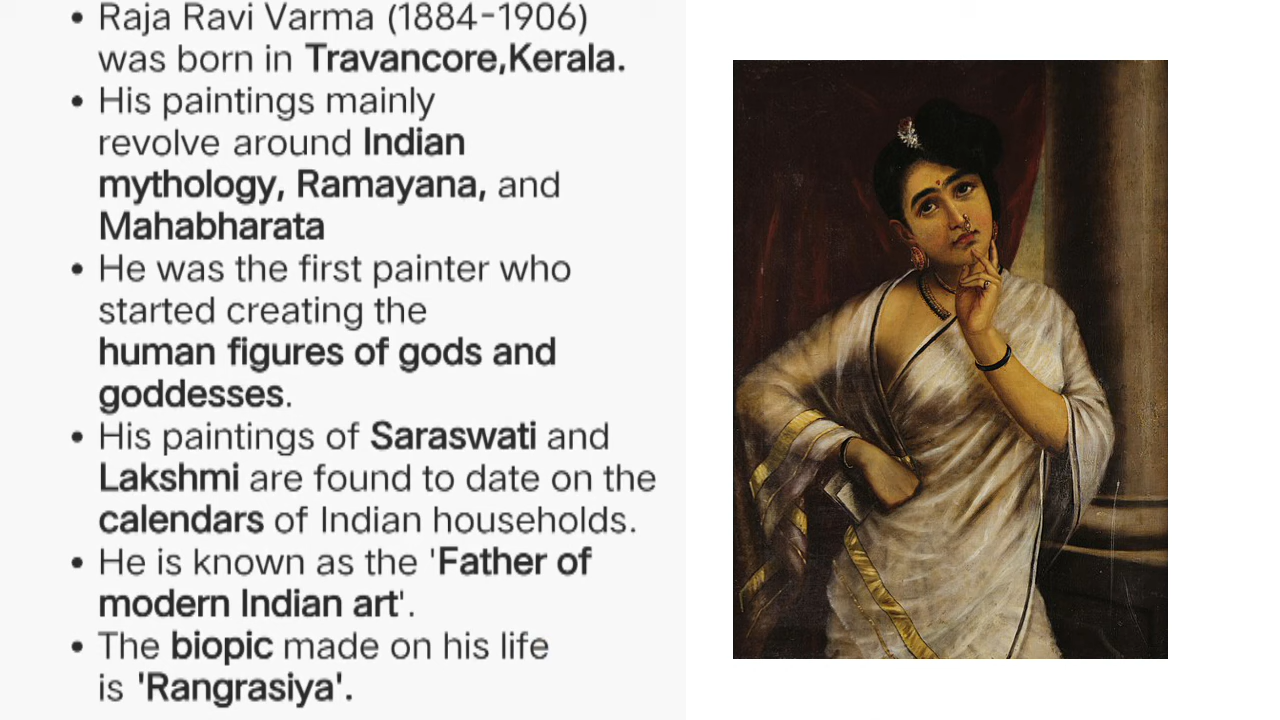 • Raja Ravi Varma (1884-1906)
was born in Travancore,Kerala.
• His paintings mainly
revolve around Indian
mythology, Ramayana, and
Mahabharata
• He was the first painter who
started creating the
human figures of gods and
goddesses.
• His paintings of Saraswati and
Lakshmi are found to date on the
calendars of Indian households.
• He is known as the 'Father of
modern Indian art'.
• The biopic made on his life
is 'Rangrasiya'.